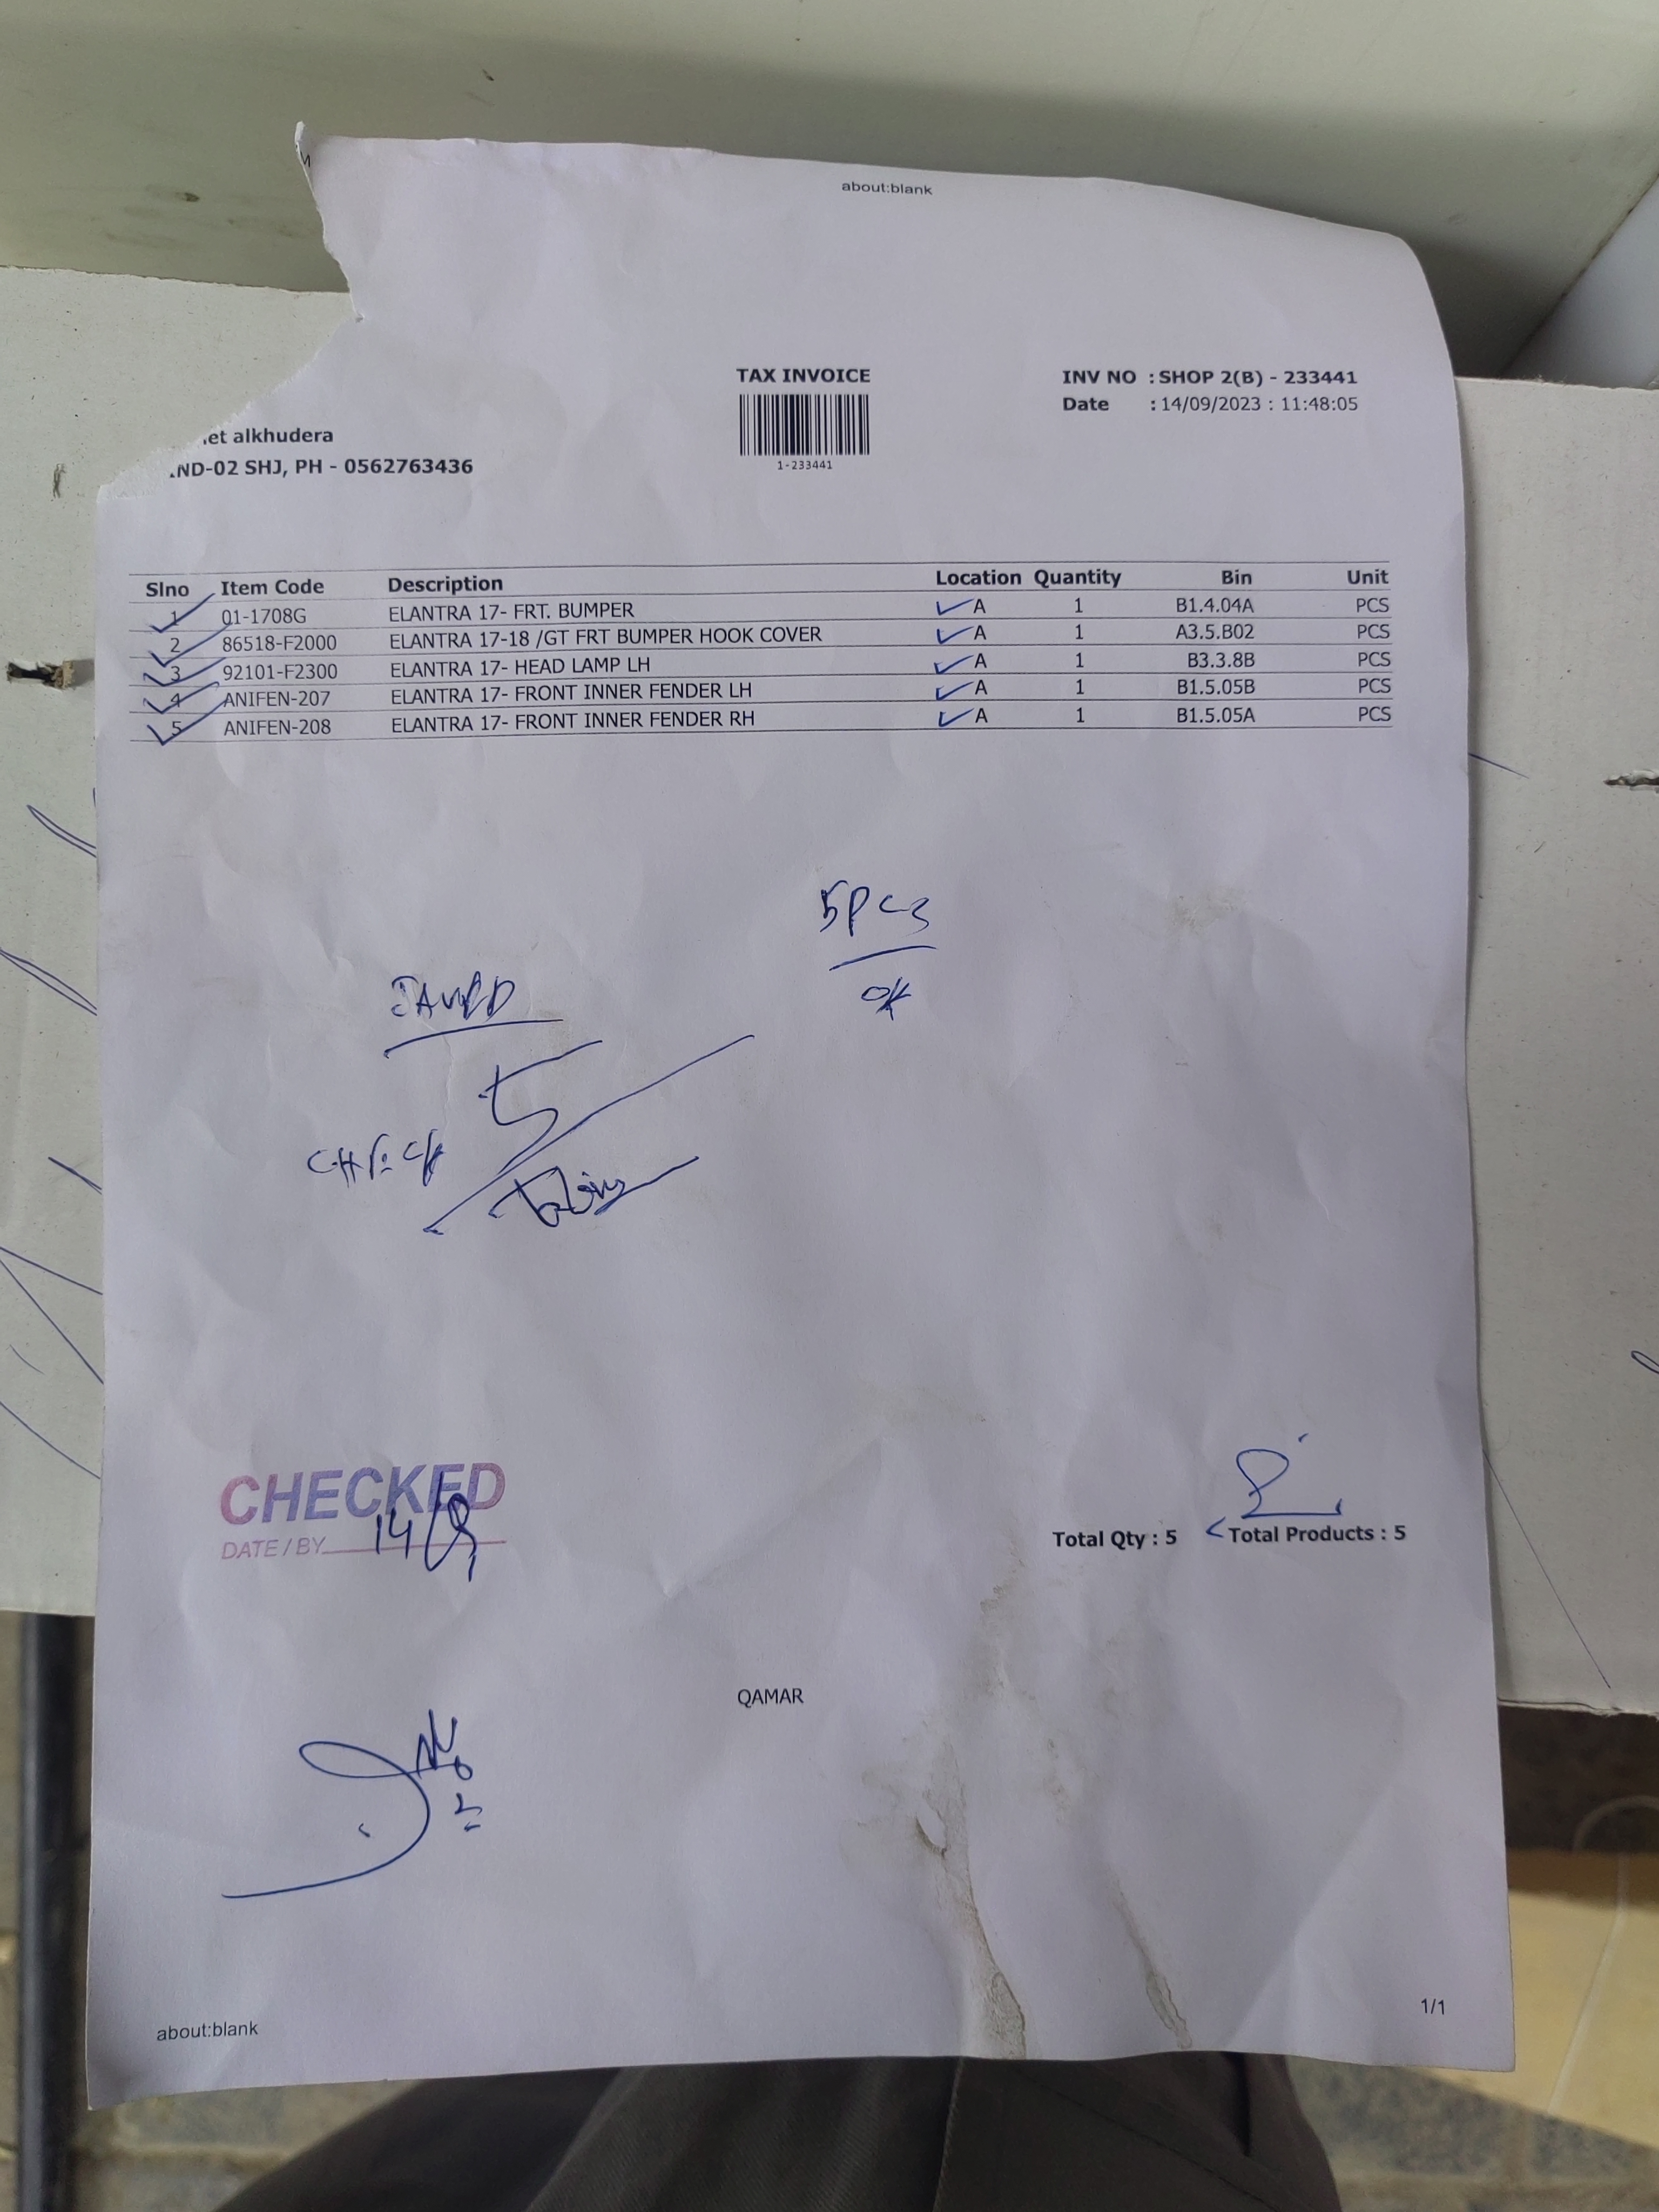 about:blank
TAX INVOICE
INV NO : SHOP 2(B) - 233441
Date : 14/09/2023 : 11:48:05
1-233441
et alkhudera
ND-02 SHJ, PH - 0562763436
Slno Item Code Description Location Quantity Bin Unit
1 01-1708G ELANTRA 17- FRT. BUMPER A 1 B1.4.04A PCS
2 86518-F2000 ELANTRA 17-18 /GT FRT BUMPER HOOK COVER A 1 A3.5.B02 PCS
3 92101-F2300 ELANTRA 17- HEAD LAMP LH A 1 B3.3.8B PCS
4 ANIFEN-207 ELANTRA 17- FRONT INNER FENDER LH A 1 B1.5.05B PCS
5 ANIFEN-208 ELANTRA 17- FRONT INNER FENDER RH A 1 B1.5.05A PCS
5PCS
OK
5
CHECK
CHECKED
DATE/BY 14/9
Total Qty : 5 Total Products : 5
QAMAR
about:blank
1/1